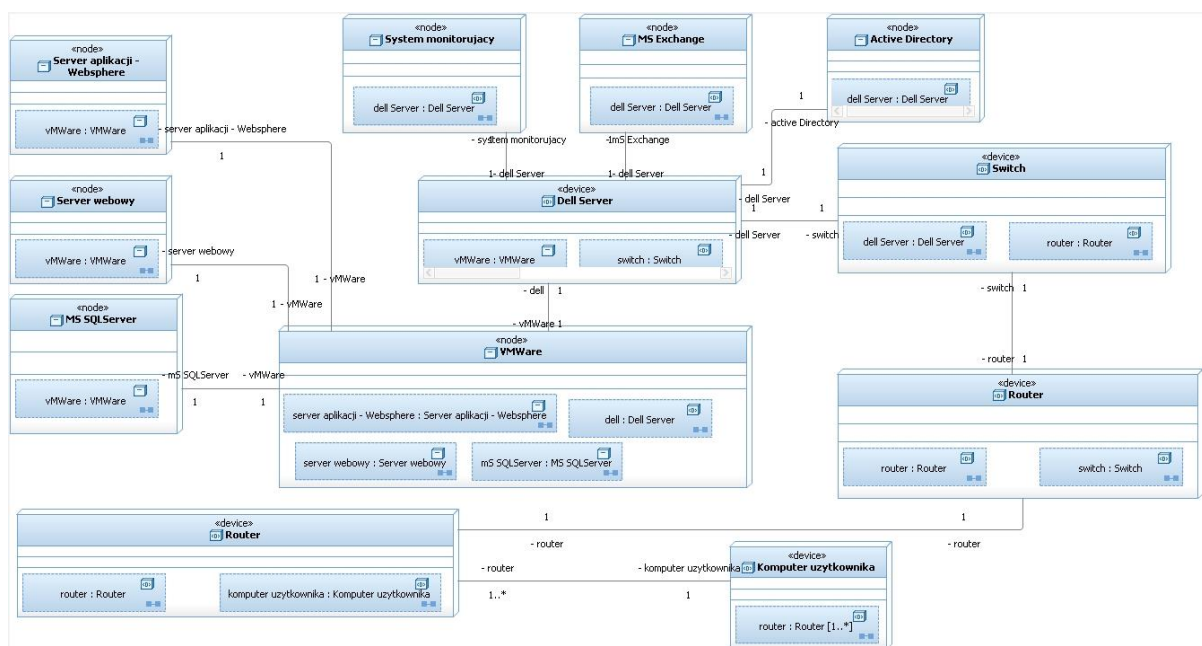 «node»
Server aplikacji -
Websphere
vMWare : VMWare
«node»
System monitorujacy
dell Server : Dell Server
«node»
MS Exchange
dell Server : Dell Server
«node»
Active Directory
dell Server : Dell Server
- server aplikacji - Websphere
1
- system monitorujacy
1- dell Server
- mS Exchange
1
1- dell Server
1
- active Directory
1
- dell Server
«node»
Server webowy
vMWare : VMWare
- server webowy
1
«device»
Dell Server
vMWare : VMWare
switch : Switch
1
- dell Server
1
- switch
«device»
Switch
dell Server : Dell Server
router : Router
1 - vMWare
1 - vMWare
- dell 1
- vMWare 1
- switch 1
- router 1
«node»
MS SQLServer
vMWare : VMWare
- mS SQLServer
1
- vMWare
1
«node»
VMWare
server aplikacji - Websphere : Server aplikacji - Websphere
dell : Dell Server
server webowy : Server webowy
mS SQLServer : MS SQLServer
«device»
Router
router : Router
switch : Switch
«device»
Router
router : Router
komputer uzytkownika : Komputer uzytkownika
1
- router
1
- router
- router
1..*
- komputer uzytkownika
1
«device»
Komputer uzytkownika
router : Router [1..*]